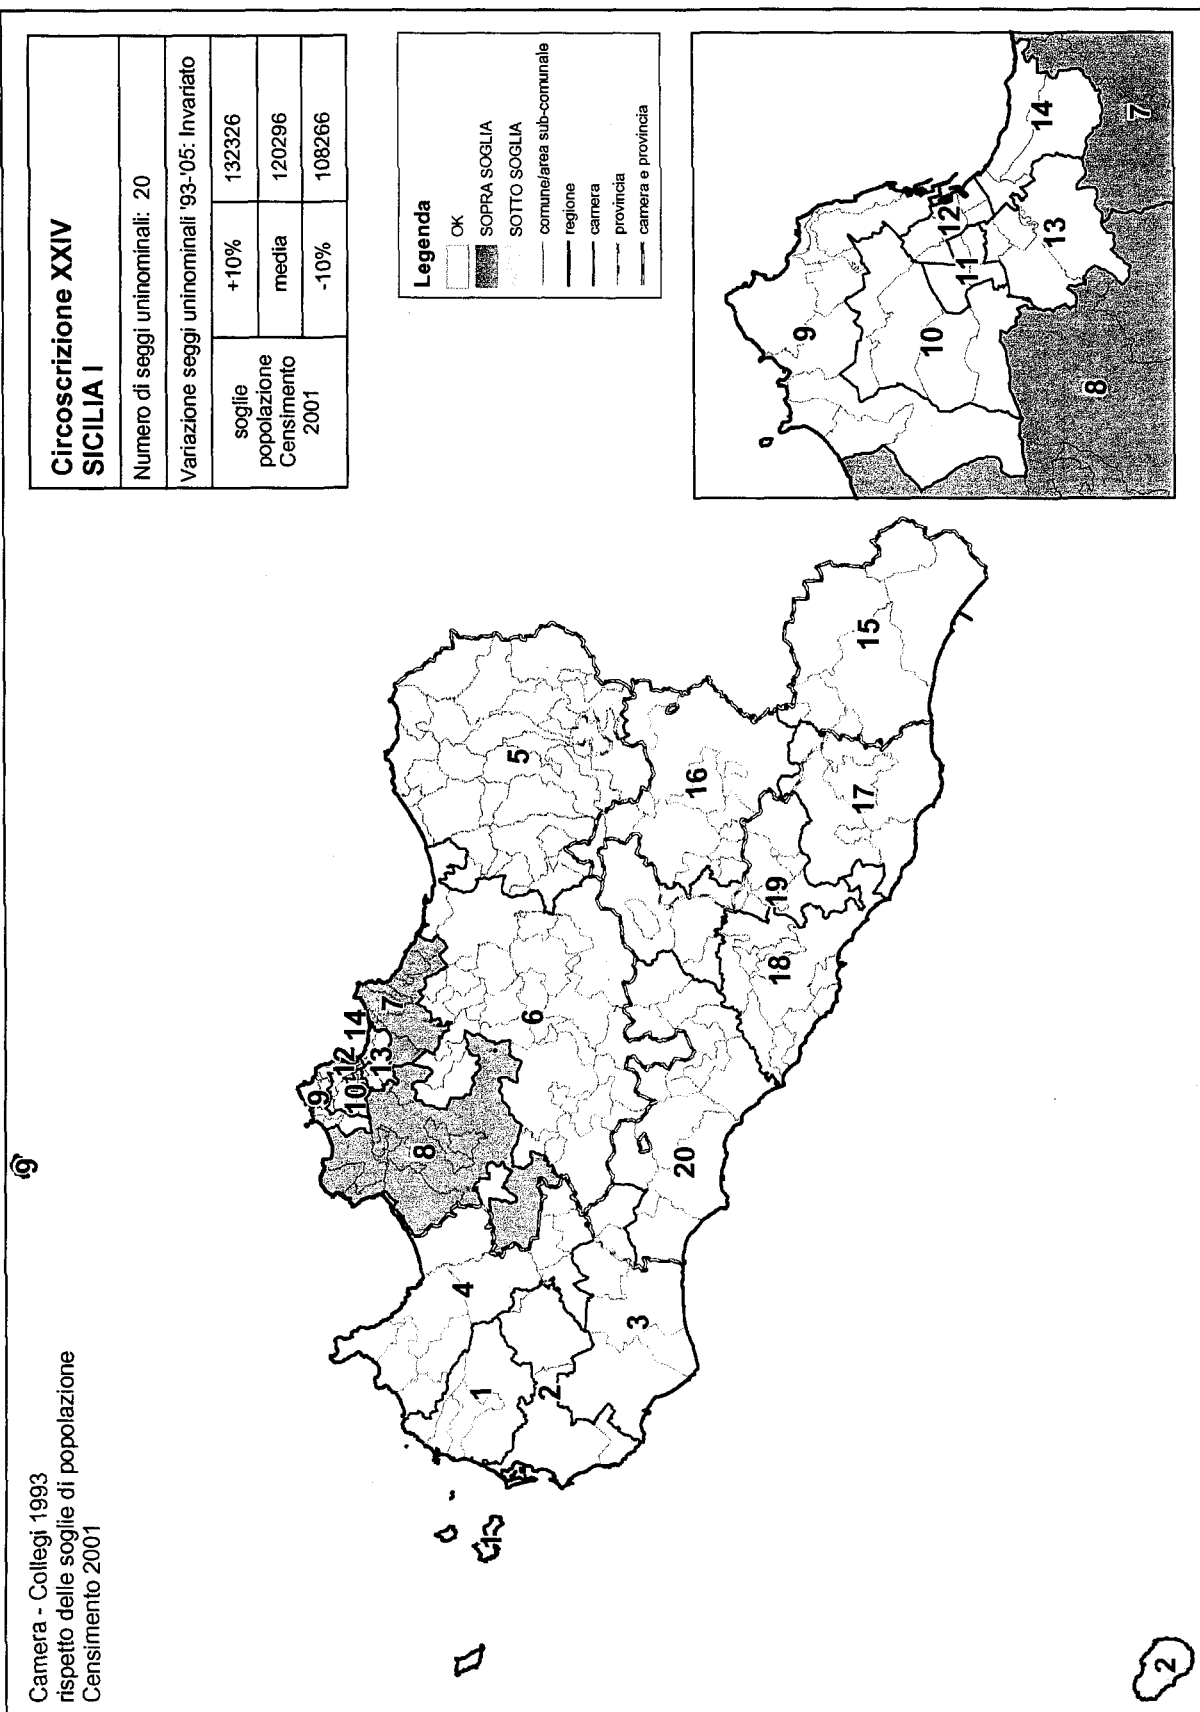 Camera - Collegi 1993
rispetto delle soglie di popolazione
Censimento 2001
Circoscrizione XXIV
SICILIA I
Numero di seggi uninominali: 20
Variazione seggi uninominali '93-'05: Invariato
soglie
popolazione
Censimento
2001
+10% 132326
media 120296
-10% 108266
Legenda
OK
SOPRA SOGLIA
SOTTO SOGLIA
comune/area sub-comunale
regione
camera
provincia
camera e provincia
9
9
10
12
14
13
7
8
4
1
1
2
3
6
5
20
16
18
19
17
15
2
9
10
11
12
13
14
8
7